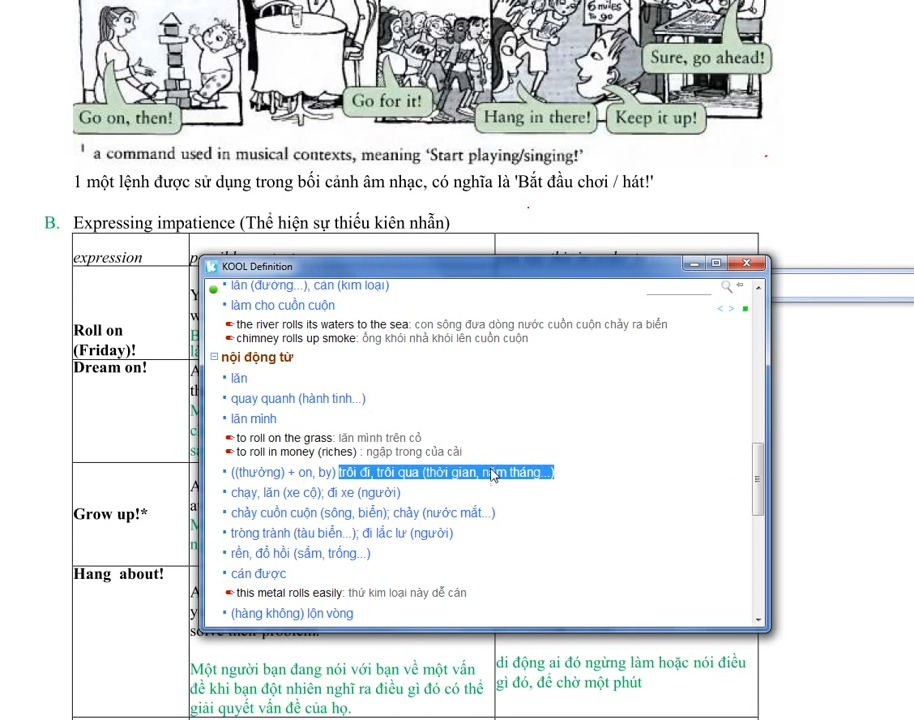 6 miles
to go
Sure, go ahead!
Go for it!
Go on, then!
Hang in there!
Keep it up!
1 a command used in musical contexts, meaning ‘Start playing/singing!’
1 một lệnh được sử dụng trong bối cảnh âm nhạc, có nghĩa là 'Bắt đầu chơi / hát!'
B. Expressing impatience (Thể hiện sự thiếu kiên nhẫn)
expression
KOOL Definition
lăn (đường...), cán (kim loại)
làm cho cuồn cuộn
the river rolls its waters to the sea: con sông đưa dòng nước cuồn cuộn chảy ra biển
chimney rolls up smoke: ống khói nhả khói lên cuồn cuộn
Roll on
(Friday)!
nội động từ
Dream on!
lăn
quay quanh (hành tinh...)
lăn mình
to roll on the grass: lăn mình trên cỏ
to roll in money (riches) : ngập trong của cải
((thường) + on, by) trôi đi, trôi qua (thời gian, năm tháng...)
chạy, lăn (xe cộ); đi xe (người)
Grow up!*
chảy cuồn cuộn (sông, biển); chảy (nước mắt...)
tròng trành (tàu biển...); đi lắc lư (người)
rền, đổ hồi (sấm, trống...)
Hang about!
cán được
this metal rolls easily: thứ kim loại này dễ cán
(hàng không) lộn vòng
solve their problem.
Một người bạn đang nói với bạn về một vấn
đề khi bạn đột nhiên nghĩ ra điều gì đó có thể
giải quyết vấn đề của họ.
di động ai đó ngừng làm hoặc nói điều
gì đó, để chờ một phút